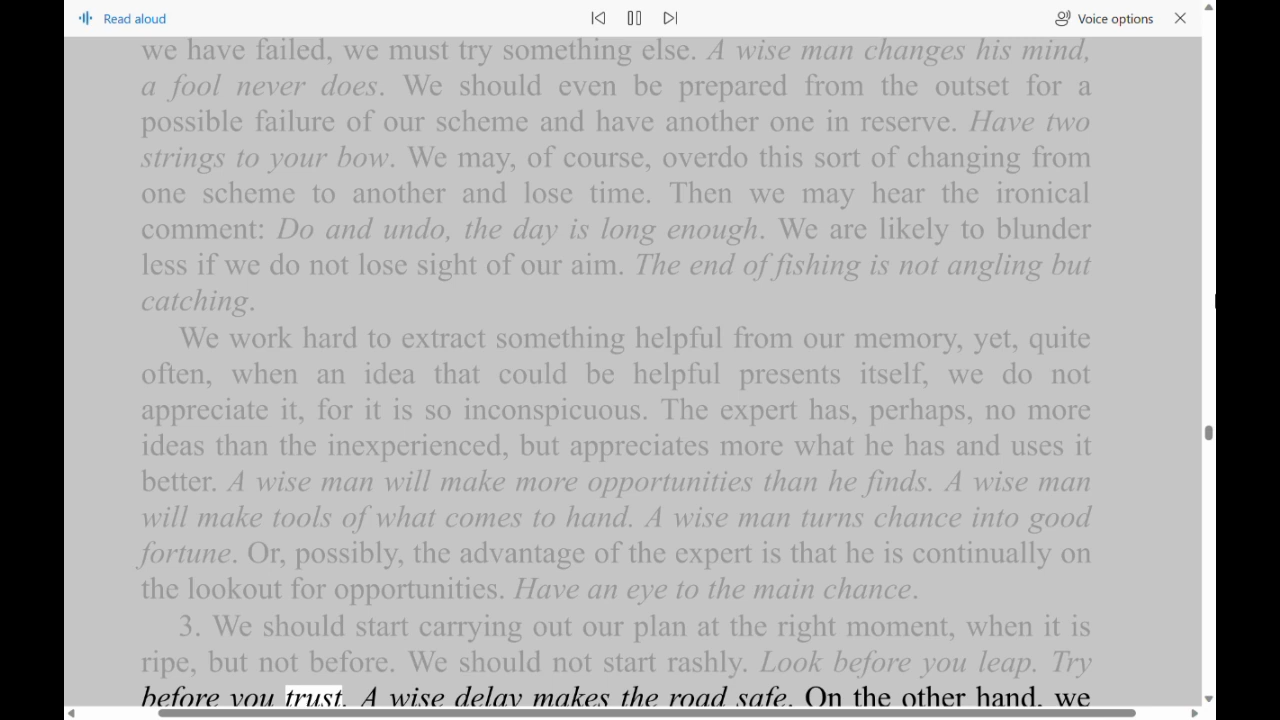 Read aloud
Voice options
we have failed, we must try something else. A wise man changes his mind,
a fool never does. We should even be prepared from the outset for a
possible failure of our scheme and have another one in reserve. Have two
strings to your bow. We may, of course, overdo this sort of changing from
one scheme to another and lose time. Then we may hear the ironical
comment: Do and undo, the day is long enough. We are likely to blunder
less if we do not lose sight of our aim. The end of fishing is not angling but
catching.
We work hard to extract something helpful from our memory, yet, quite
often, when an idea that could be helpful presents itself, we do not
appreciate it, for it is so inconspicuous. The expert has, perhaps, no more
ideas than the inexperienced, but appreciates more what he has and uses it
better. A wise man will make more opportunities than he finds. A wise man
will make tools of what comes to hand. A wise man turns chance into good
fortune. Or, possibly, the advantage of the expert is that he is continually on
the lookout for opportunities. Have an eye to the main chance.
3. We should start carrying out our plan at the right moment, when it is
ripe, but not before. We should not start rashly. Look before you leap. Try
before you trust. A wise delay makes the road safe. On the other hand, we